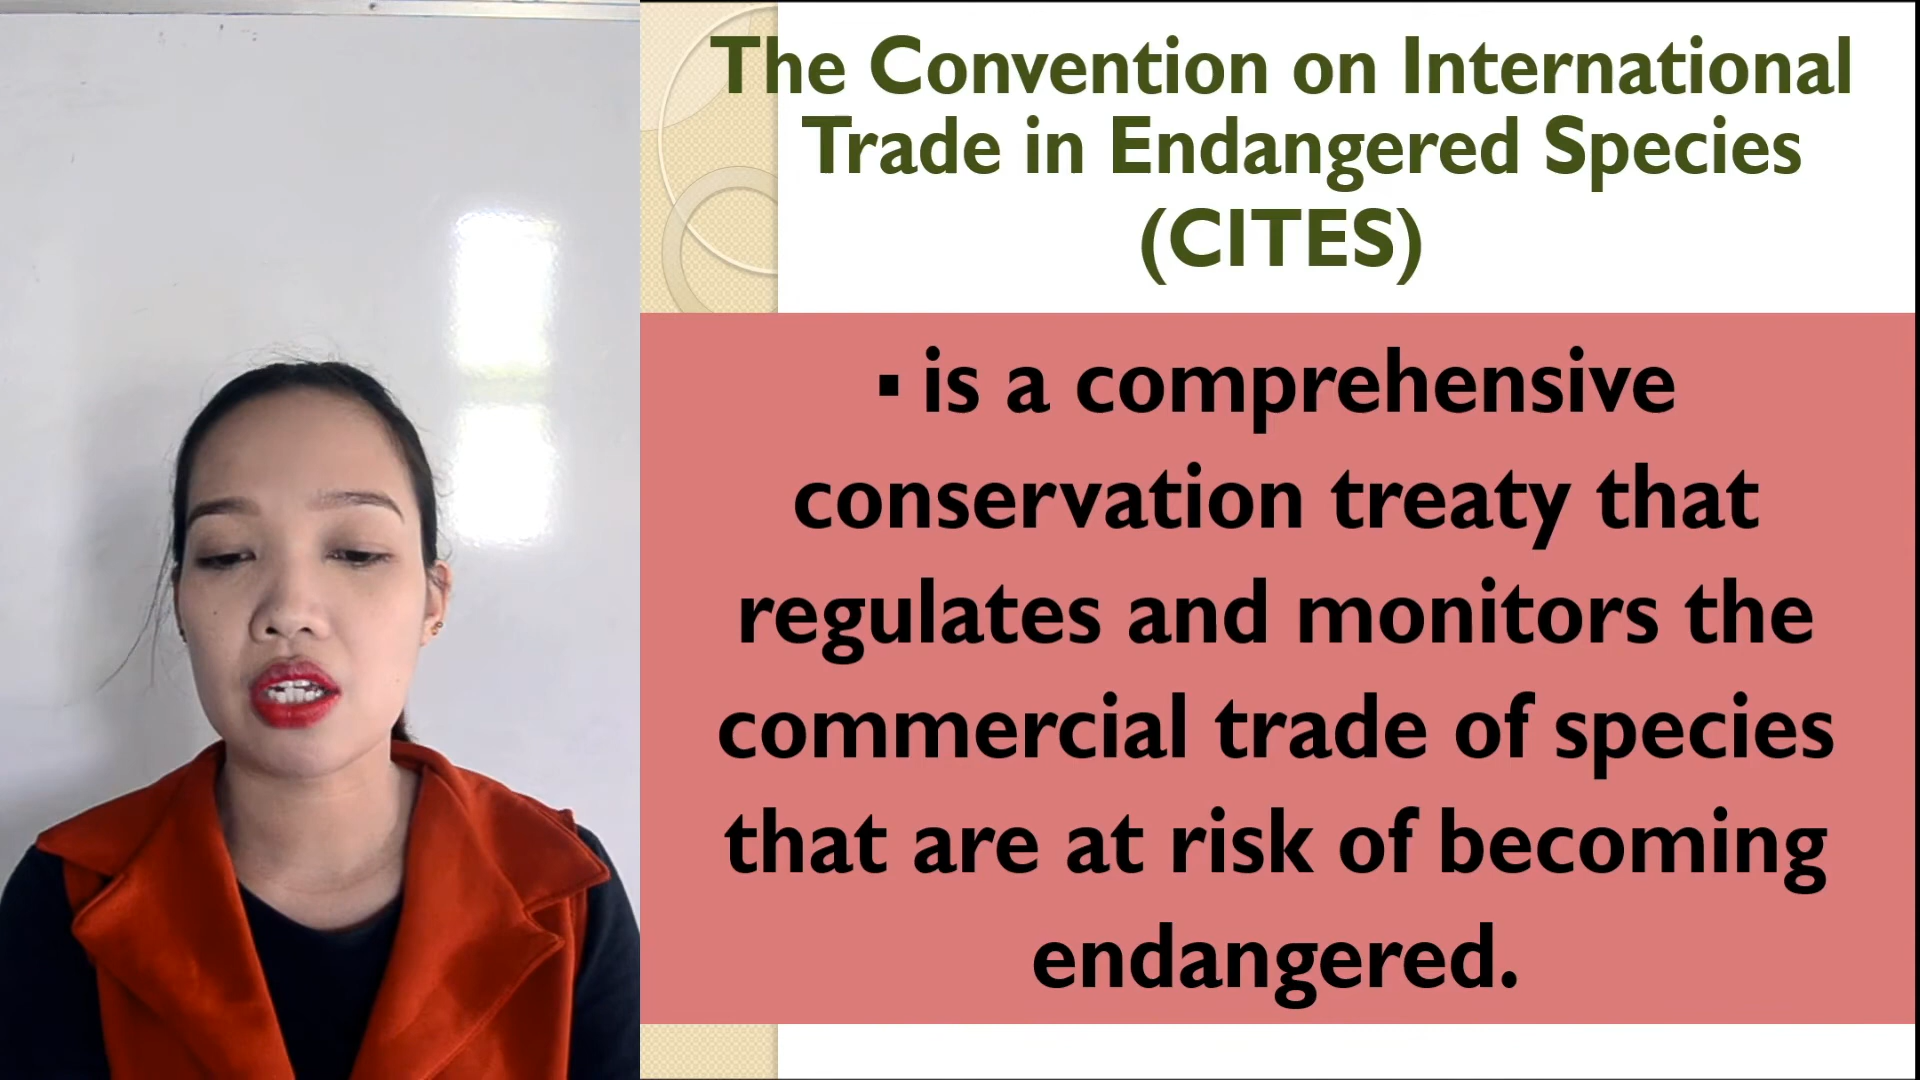 The Convention on International
Trade in Endangered Species
(CITES)
▪ is a comprehensive
conservation treaty that
regulates and monitors the
commercial trade of species
that are at risk of becoming
endangered.